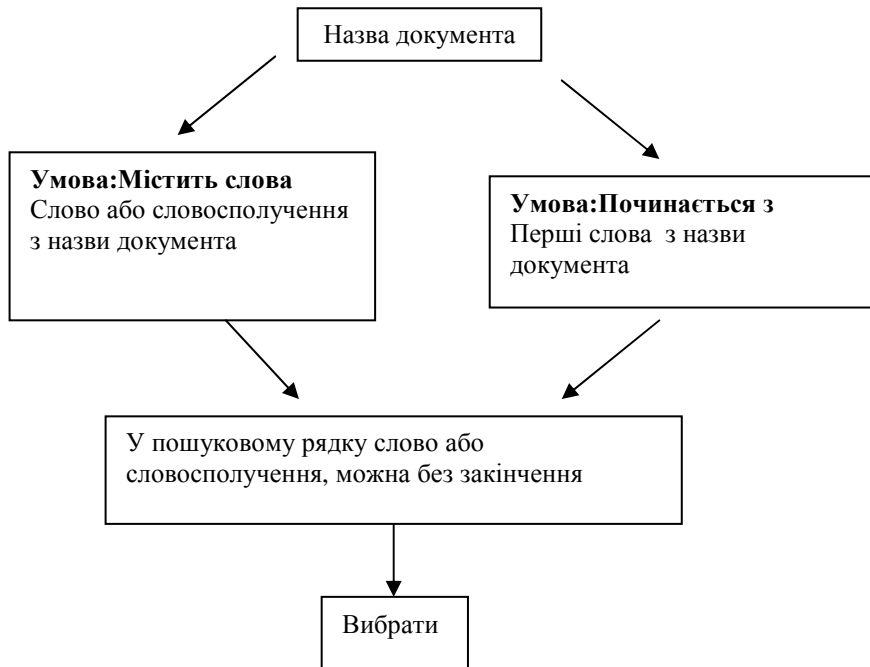 Назва документа
Умова:Містить слова
Слово або словосполучення
з назви документа
Умова:Починається з
Перші слова з назви
документа
У пошуковому рядку слово або
словосполучення, можна без закінчення
Вибрати